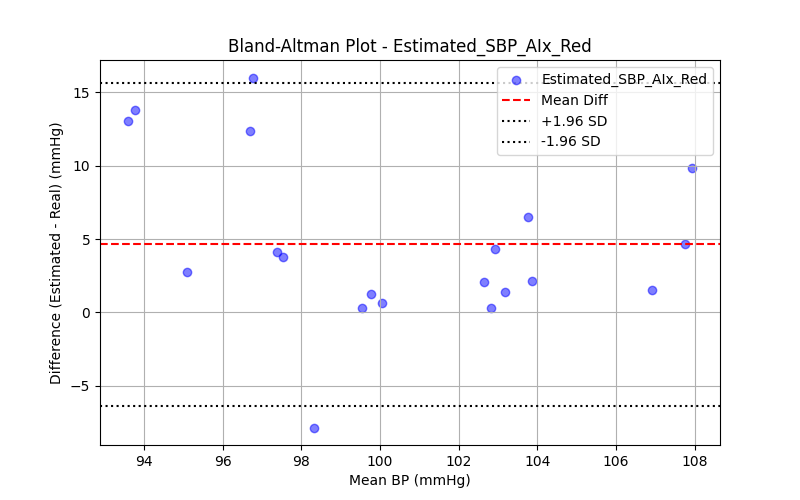 Bland-Altman Plot - Estimated_SBP_AIx_Red
Estimated_SBP_AIx_Red
Mean Diff
+1.96 SD
-1.96 SD
Difference (Estimated - Real) (mmHg)
15
10
5
0
−5
94 96 98 100 102 104 106 108
Mean BP (mmHg)